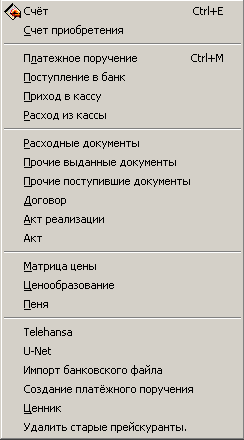 Счёт Ctrl+E
Счет приобретения
Платежное поручение Ctrl+M
Поступление в банк
Приход в кассу
Расход из кассы
Расходные документы
Прочие выданные документы
Прочие поступившие документы
Договор
Акт реализации
Акт
Матрица цены
Ценообразование
Пеня
Telehansa
U-Net
Импорт банковского файла
Создание платёжного поручения
Ценник
Удалить старые прейскуранты.